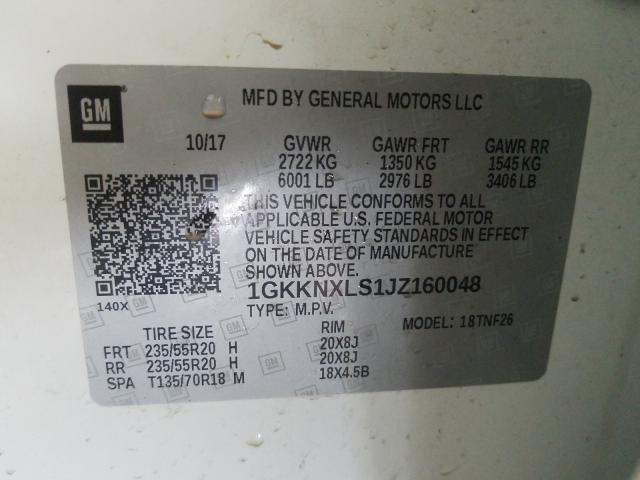 GM
MFD BY GENERAL MOTORS LLC
10/17 GVWR GAWR FRT GAWR RR
2722 KG 1350 KG 1545 KG
6001 LB 2976 LB 3406 LB
THIS VEHICLE CONFORMS TO ALL
APPLICABLE U.S. FEDERAL MOTOR
VEHICLE SAFETY STANDARDS IN EFFECT
ON THE DATE OF MANUFACTURE
SHOWN ABOVE.
1GKKNXLS1JZ160048
140X
TYPE: M.P.V.
MODEL: 18TNF26
TIRE SIZE RIM
FRT 235/55R20 H 20X8J
RR 235/55R20 H 20X8J
SPA T135/70R18 M 18X4.5B